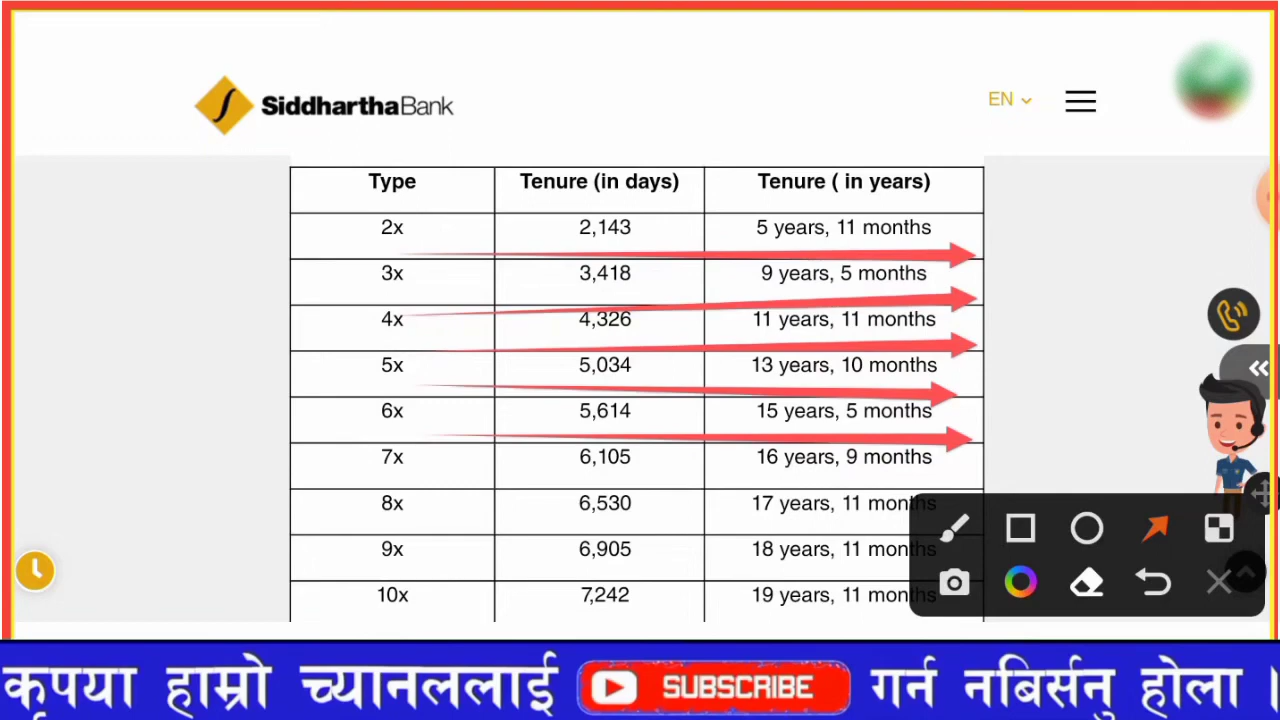 SiddharthaBank
EN
Type Tenure (in days) Tenure ( in years)
2x 2,143 5 years, 11 months
3x 3,418 9 years, 5 months
4x 4,326 11 years, 11 months
5x 5,034 13 years, 10 months
6x 5,614 15 years, 5 months
7x 6,105 16 years, 9 months
8x 6,530 17 years, 11 months
9x 6,905 18 years, 11 months
10x 7,242 19 years, 11 months
कृपया हाम्रो च्यानललाई SUBSCRIBE गर्न नबिर्सनु होला ।